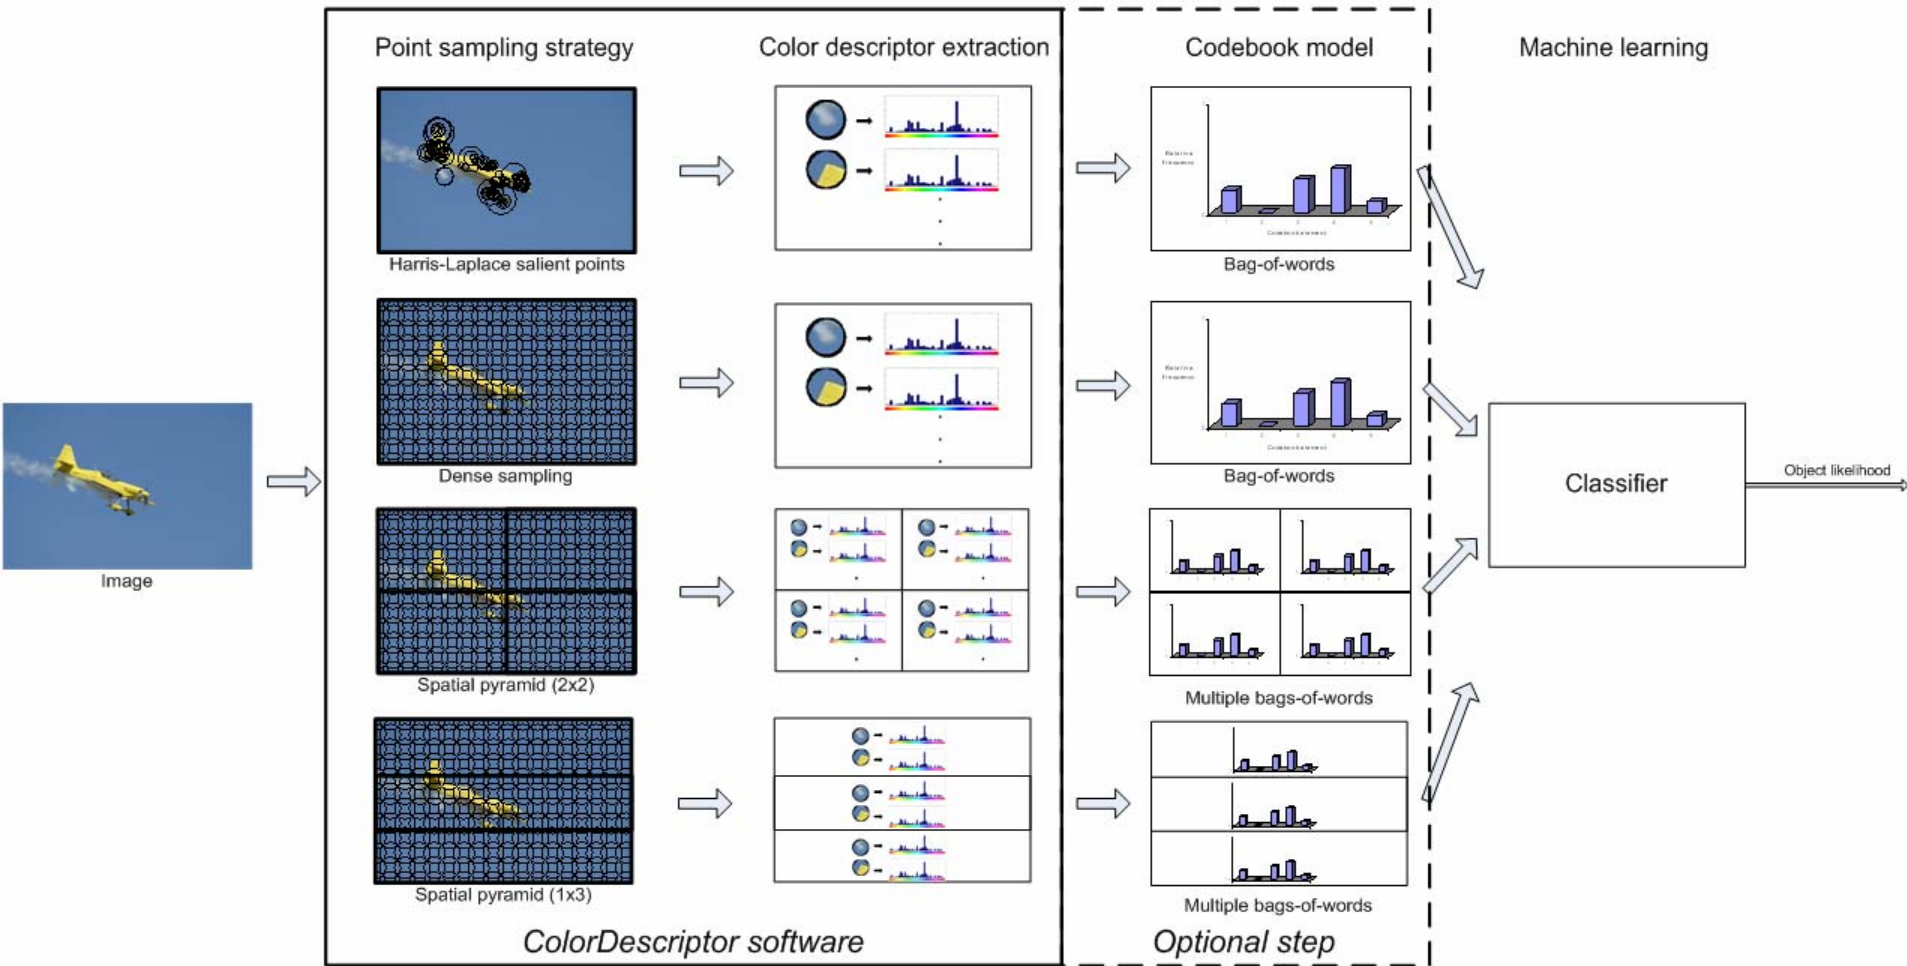 Point sampling strategy
Color descriptor extraction
Codebook model
Machine learning
Harris-Laplace salient points
Bag-of-words
Dense sampling
Bag-of-words
Image
Classifier
Object likelihood
Spatial pyramid (2x2)
Multiple bags-of-words
Spatial pyramid (1x3)
Multiple bags-of-words
ColorDescriptor software
Optional step